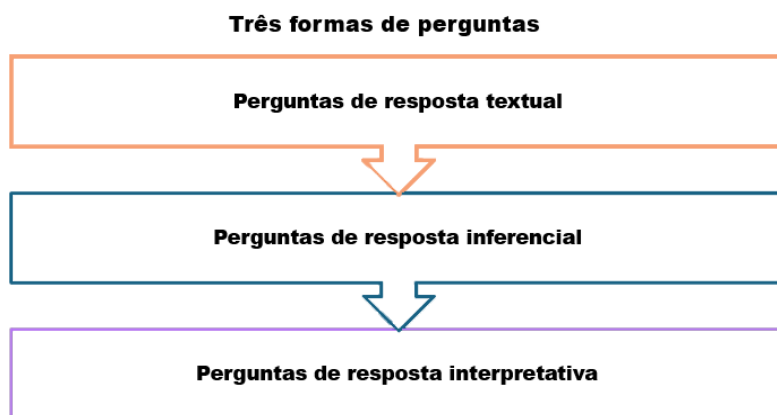 Três formas de perguntas
Perguntas de resposta textual
Perguntas de resposta inferencial
Perguntas de resposta interpretativa